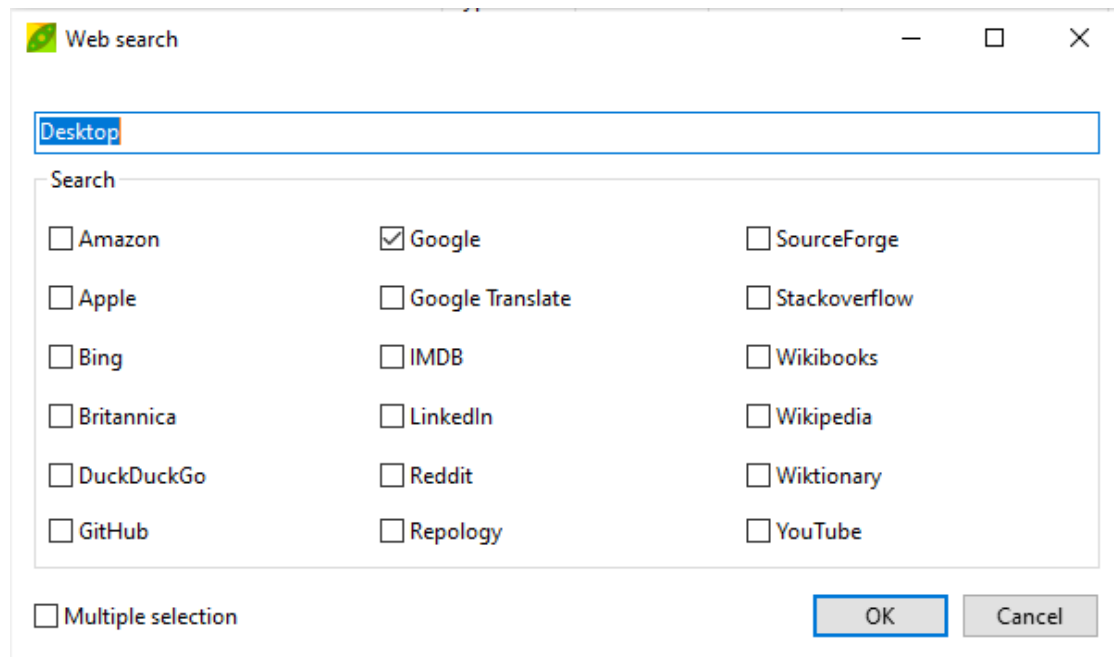 Web search
Desktop
Search
Amazon Google SourceForge
Apple Google Translate Stackoverflow
Bing IMDB Wikibooks
Britannica LinkedIn Wikipedia
DuckDuckGo Reddit Wiktionary
GitHub Repology YouTube
Multiple selection OK Cancel